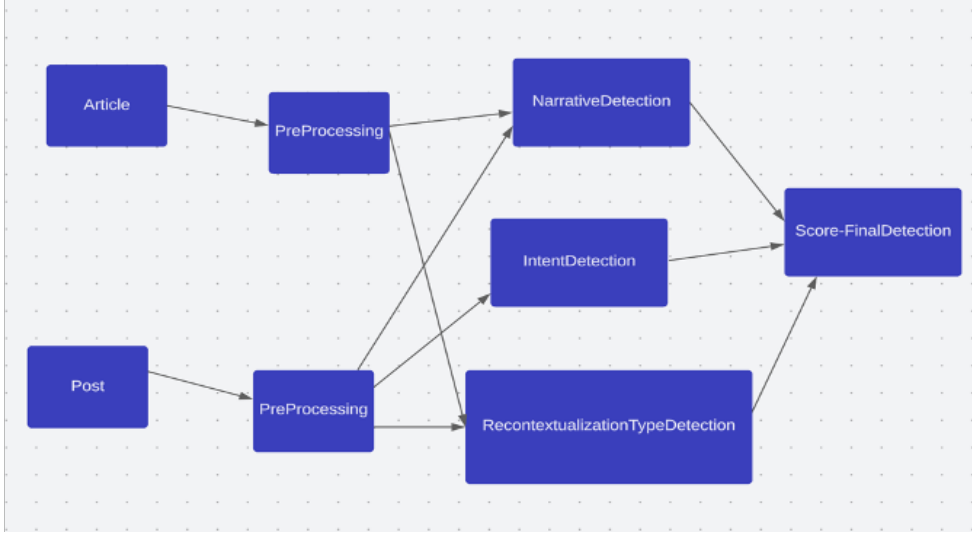 Article
PreProcessing
NarrativeDetection
Score-FinalDetection
IntentDetection
Post
PreProcessing
RecontextualizationTypeDetection